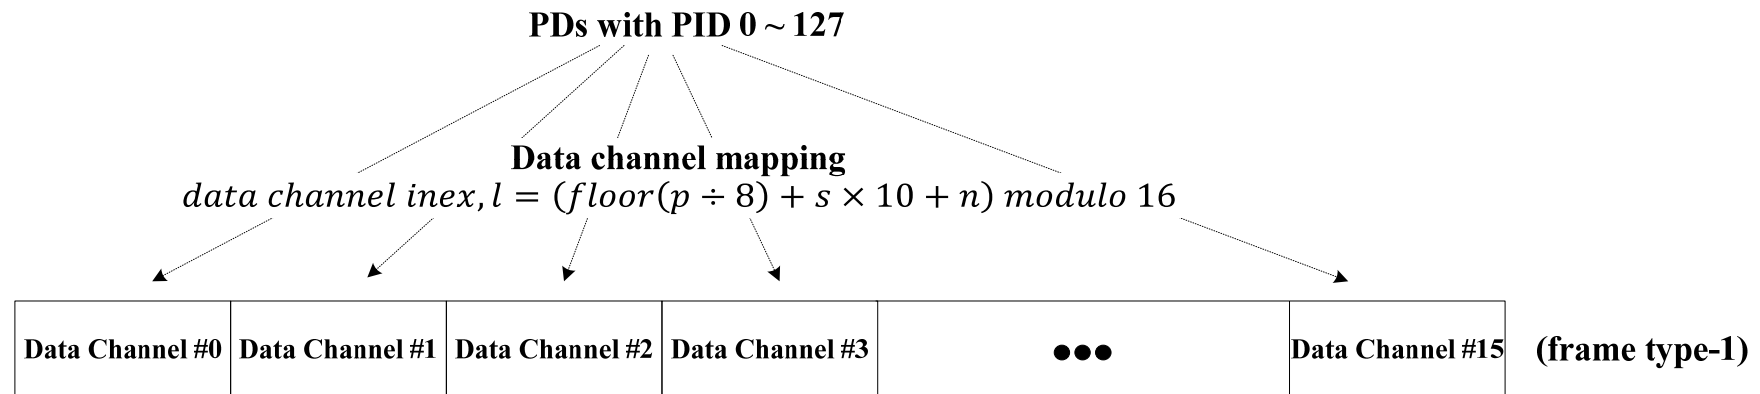 PDs with PID 0 ~ 127
Data channel mapping
data channel inex, l = (floor(p ÷ 8) + s × 10 + n) modulo 16
Data Channel #0 Data Channel #1 Data Channel #2 Data Channel #3 ●●● Data Channel #15 (frame type-1)